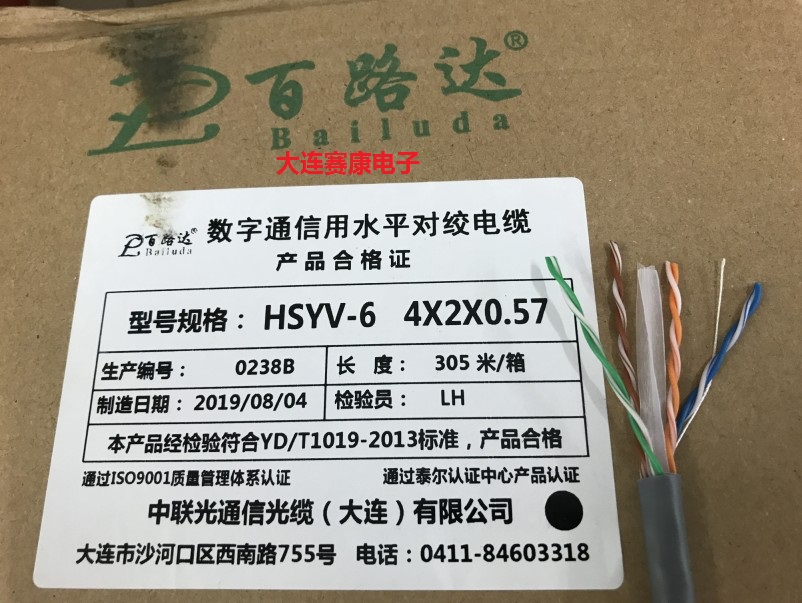 百路达®
Bailuda
大连赛康电子
百路达® 数字通信用水平对绞电缆
Bailuda
产品合格证
型号规格： HSYV-6 4X2X0.57
生产编号： 0238B 长 度： 305 米/箱
制造日期： 2019/08/04 检验员： LH
本产品经检验符合YD/T1019-2013标准，产品合格
通过ISO9001质量管理体系认证 通过泰尔认证中心产品认证
中联光通信光缆（大连）有限公司
大连市沙河口区西南路755号 电话：0411-84603318